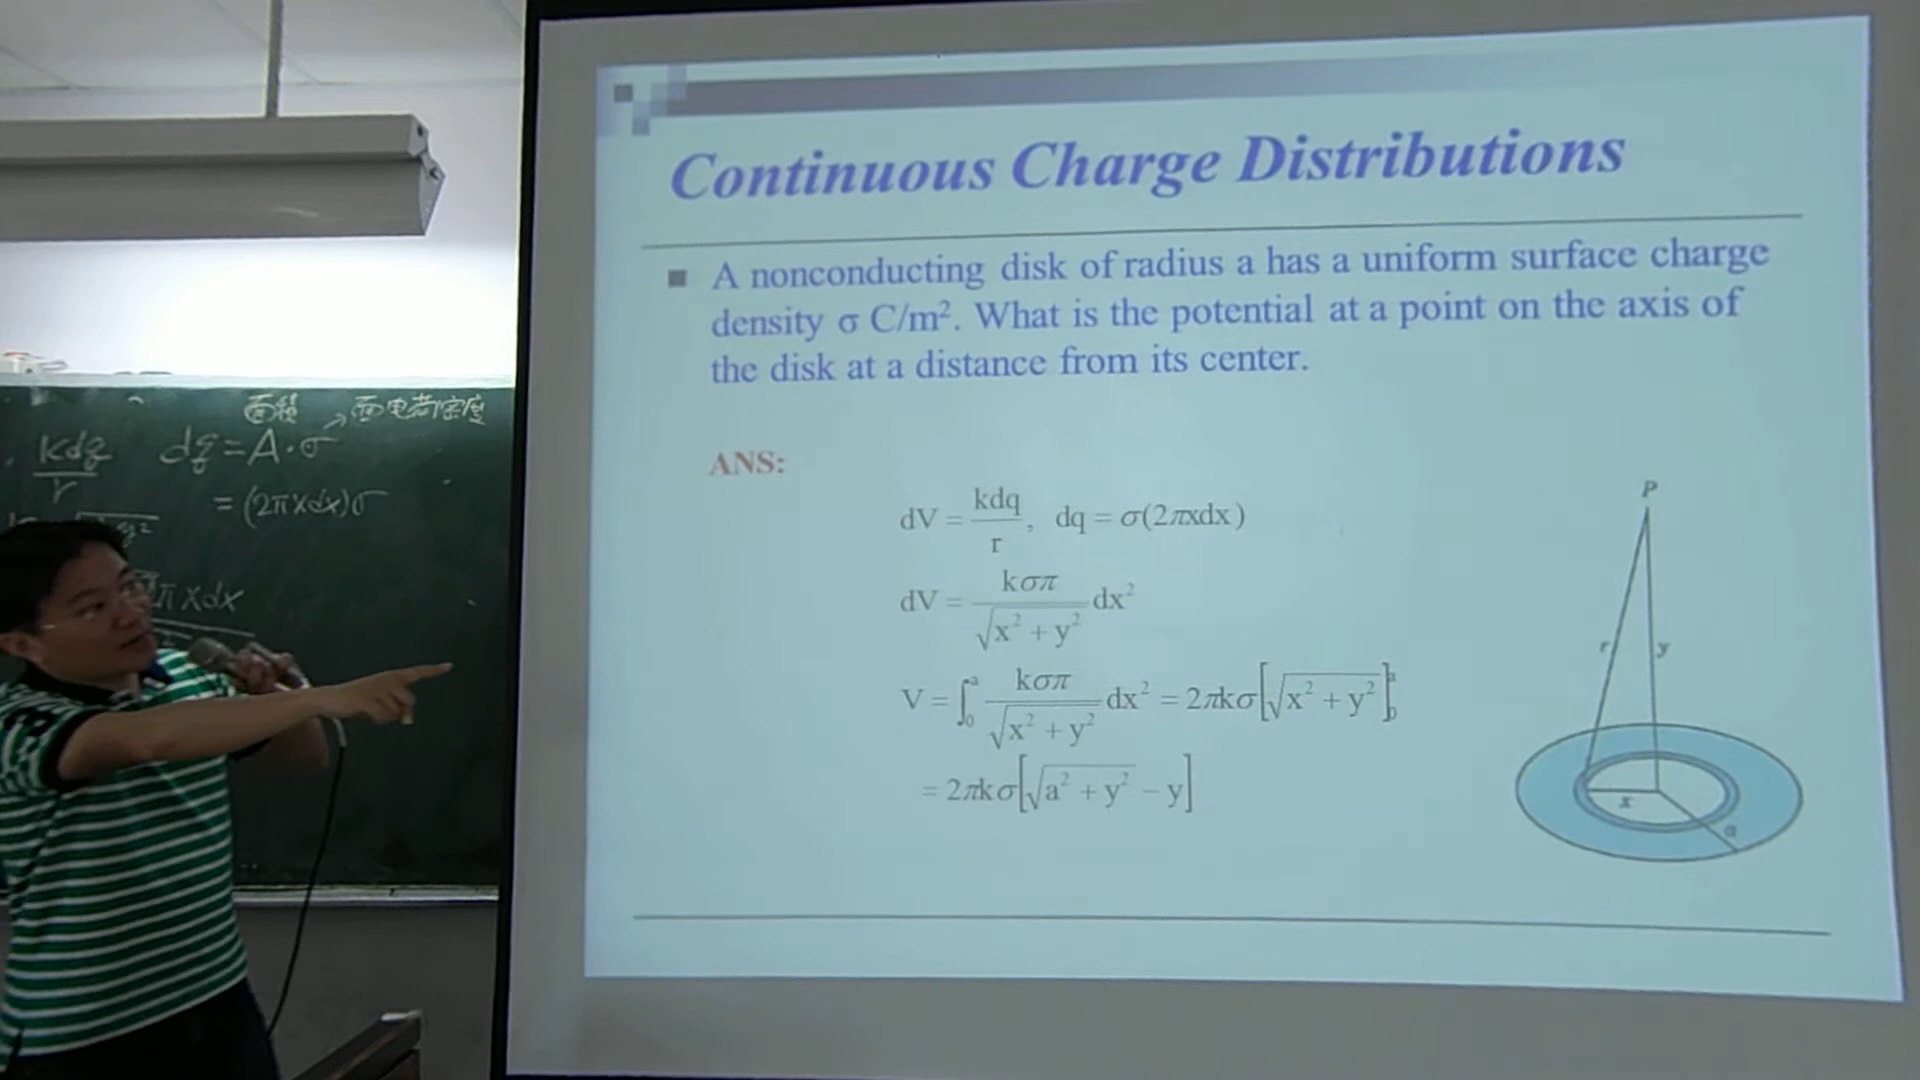 面積 → 面電荷密度
kdq/r dq = A·σ
= (2πxdx)σ
πxdx
Continuous Charge Distributions
■ A nonconducting disk of radius a has a uniform surface charge
density σ C/m². What is the potential at a point on the axis of
the disk at a distance from its center.
ANS:
dV = kdq/r, dq = σ(2πxdx)
dV = kσπ/√(x² + y²) dx²
V = ∫₀ᵃ kσπ/√(x² + y²) dx² = 2πkσ[√(x² + y²)]₀ᵃ
= 2πkσ[√(a² + y²) − y]
P
r
y
x
a